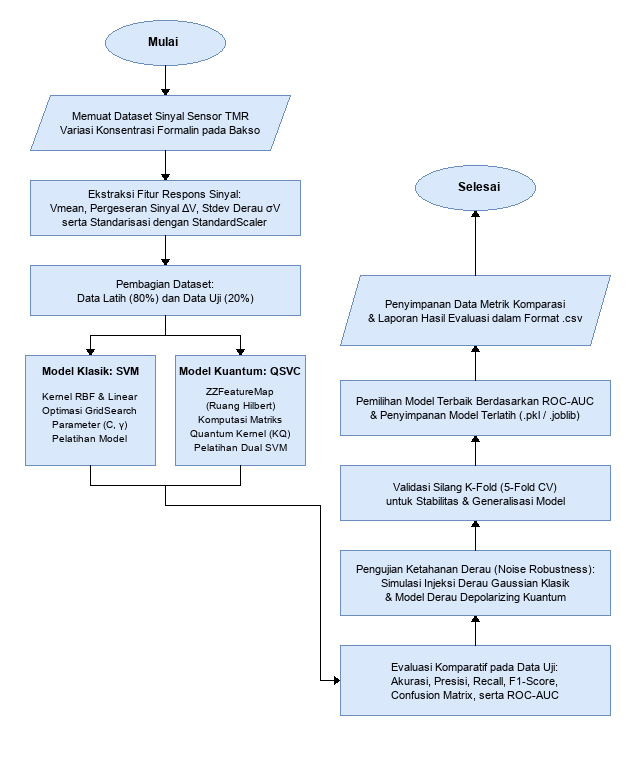 Mulai
Memuat Dataset Sinyal Sensor TMR
Variasi Konsentrasi Formalin pada Bakso
Ekstraksi Fitur Respons Sinyal:
Vmean, Pergeseran Sinyal ΔV, Stdev Derau σV
serta Standarisasi dengan StandardScaler
Pembagian Dataset:
Data Latih (80%) dan Data Uji (20%)
Model Klasik: SVM
Kernel RBF & Linear
Optimasi GridSearch
Parameter (C, γ)
Pelatihan Model
Model Kuantum: QSVC
ZZFeatureMap
(Ruang Hilbert)
Komputasi Matriks
Quantum Kernel (KQ)
Pelatihan Dual SVM
Evaluasi Komparatif pada Data Uji:
Akurasi, Presisi, Recall, F1-Score,
Confusion Matrix, serta ROC-AUC
Pengujian Ketahanan Derau (Noise Robustness):
Simulasi Injeksi Derau Gaussian Klasik
& Model Derau Depolarizing Kuantum
Validasi Silang K-Fold (5-Fold CV)
untuk Stabilitas & Generalisasi Model
Pemilihan Model Terbaik Berdasarkan ROC-AUC
& Penyimpanan Model Terlatih (.pkl / .joblib)
Penyimpanan Data Metrik Komparasi
& Laporan Hasil Evaluasi dalam Format .csv
Selesai